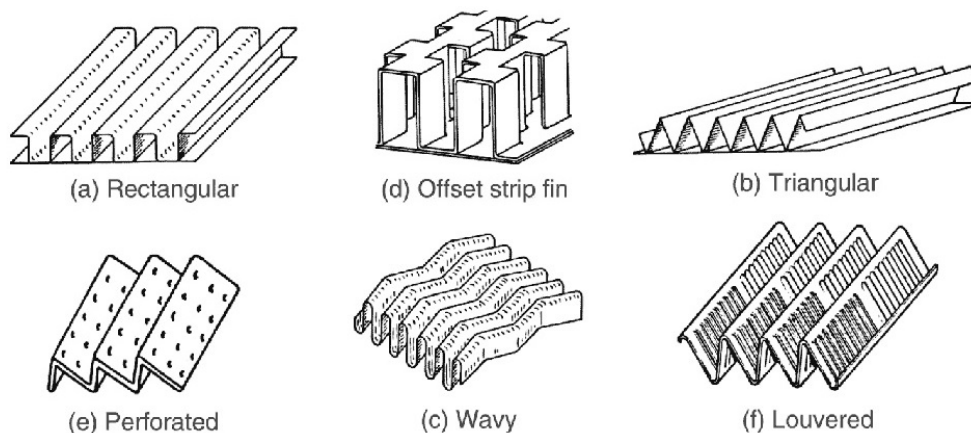 (a) Rectangular
(d) Offset strip fin
(b) Triangular
(e) Perforated
(c) Wavy
(f) Louvered